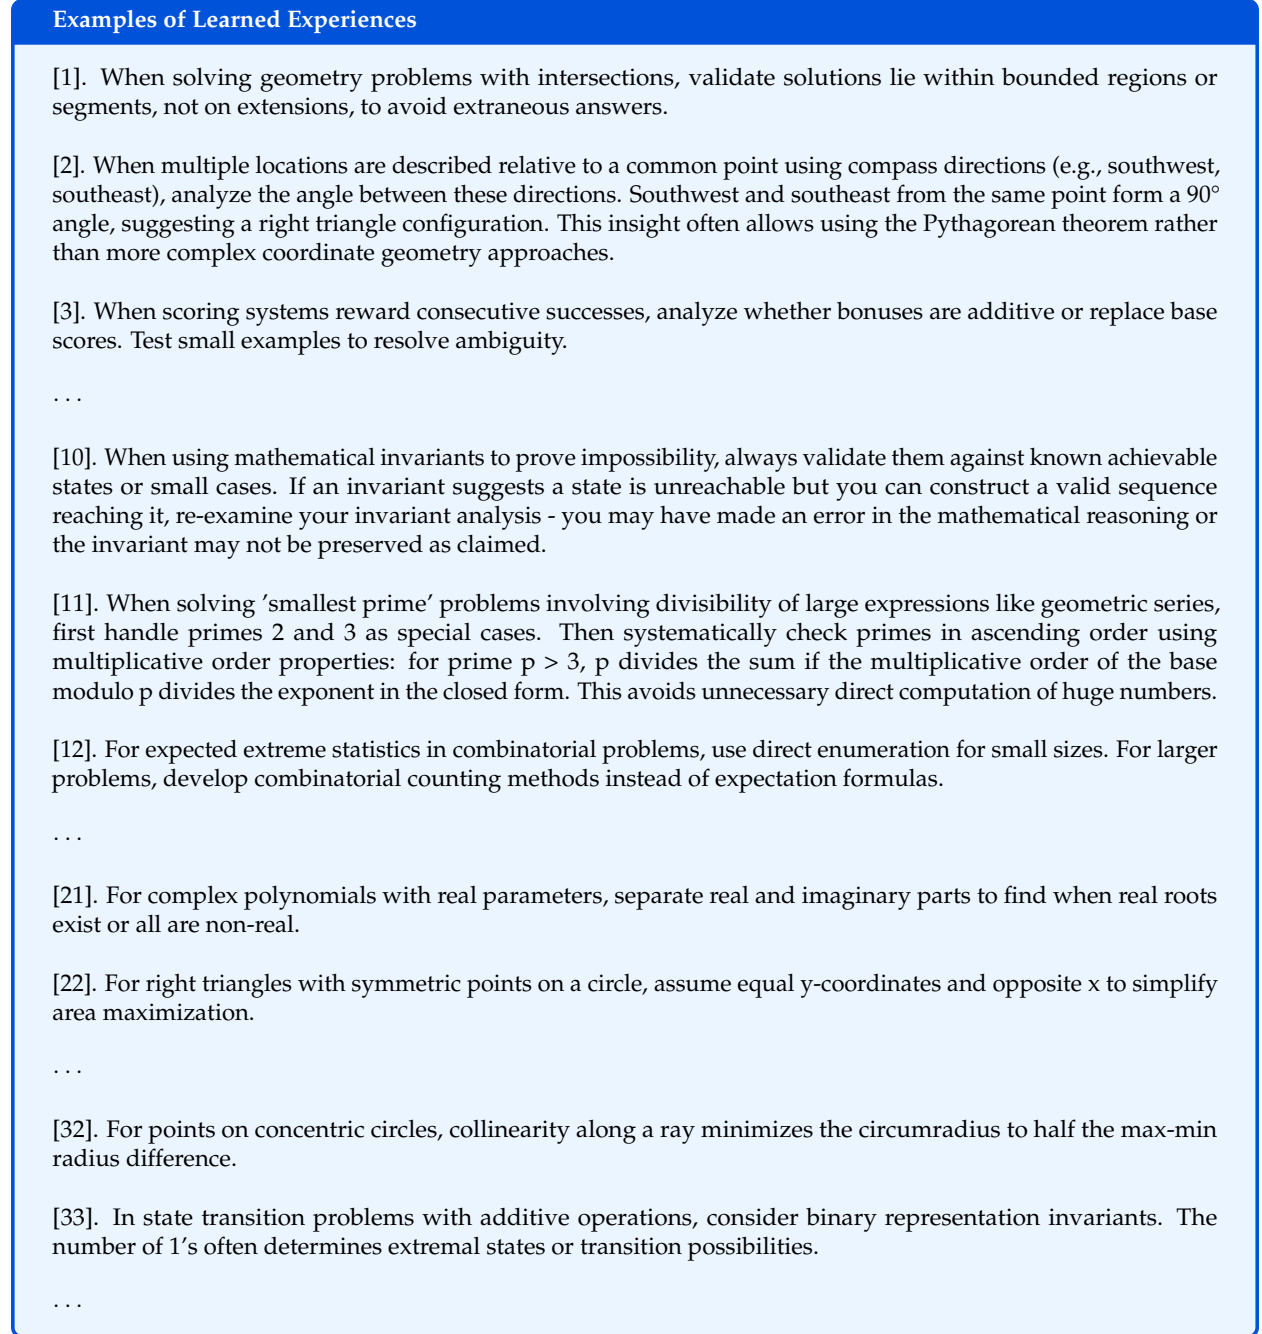 Examples of Learned Experiences
[1]. When solving geometry problems with intersections, validate solutions lie within bounded regions or
segments, not on extensions, to avoid extraneous answers.
[2]. When multiple locations are described relative to a common point using compass directions (e.g., southwest,
southeast), analyze the angle between these directions. Southwest and southeast from the same point form a 90°
angle, suggesting a right triangle configuration. This insight often allows using the Pythagorean theorem rather
than more complex coordinate geometry approaches.
[3]. When scoring systems reward consecutive successes, analyze whether bonuses are additive or replace base
scores. Test small examples to resolve ambiguity.
. . .
[10]. When using mathematical invariants to prove impossibility, always validate them against known achievable
states or small cases. If an invariant suggests a state is unreachable but you can construct a valid sequence
reaching it, re-examine your invariant analysis - you may have made an error in the mathematical reasoning or
the invariant may not be preserved as claimed.
[11]. When solving ’smallest prime’ problems involving divisibility of large expressions like geometric series,
first handle primes 2 and 3 as special cases. Then systematically check primes in ascending order using
multiplicative order properties: for prime p > 3, p divides the sum if the multiplicative order of the base
modulo p divides the exponent in the closed form. This avoids unnecessary direct computation of huge numbers.
[12]. For expected extreme statistics in combinatorial problems, use direct enumeration for small sizes. For larger
problems, develop combinatorial counting methods instead of expectation formulas.
. . .
[21]. For complex polynomials with real parameters, separate real and imaginary parts to find when real roots
exist or all are non-real.
[22]. For right triangles with symmetric points on a circle, assume equal y-coordinates and opposite x to simplify
area maximization.
. . .
[32]. For points on concentric circles, collinearity along a ray minimizes the circumradius to half the max-min
radius difference.
[33]. In state transition problems with additive operations, consider binary representation invariants. The
number of 1’s often determines extremal states or transition possibilities.
. . .